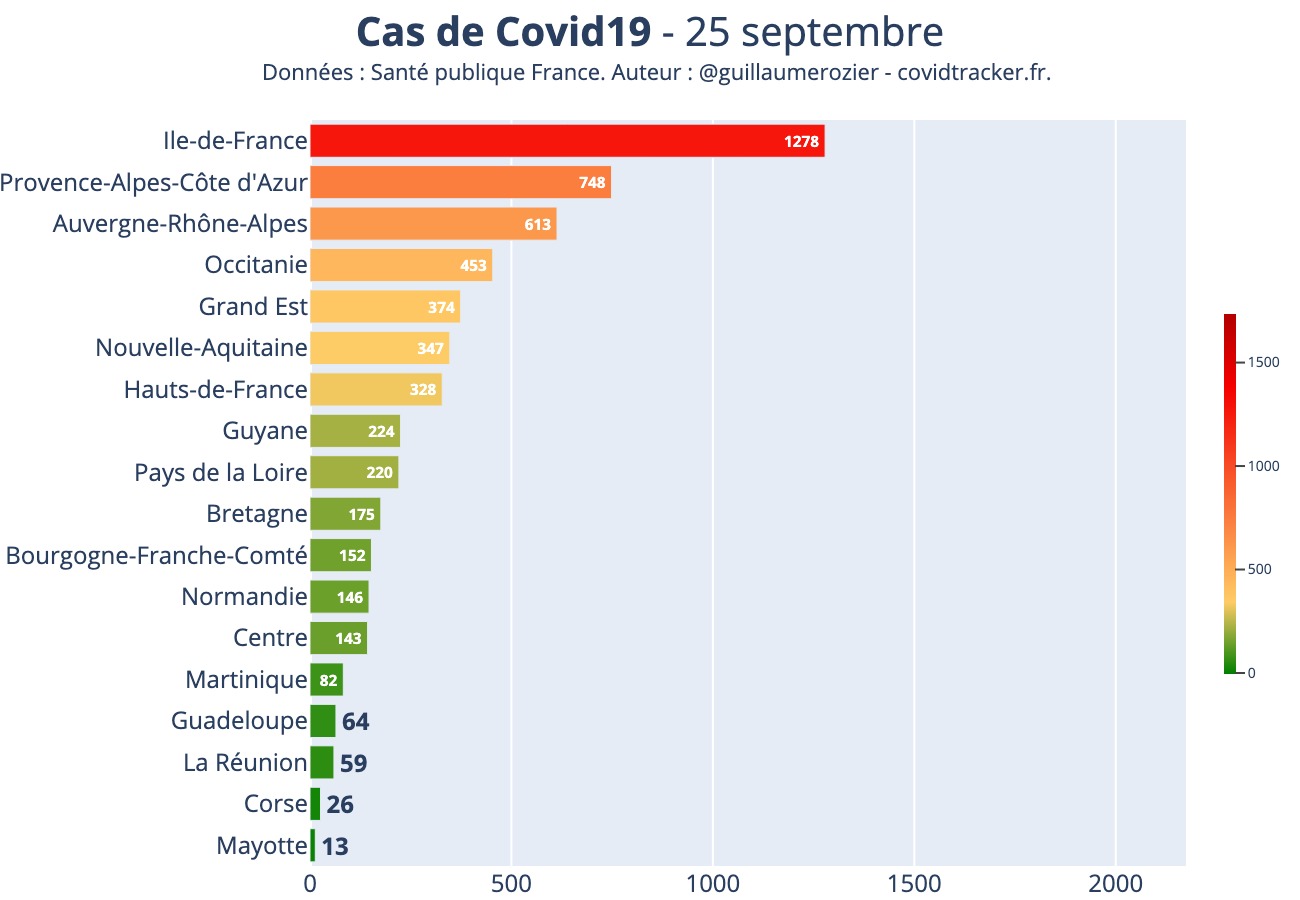 Cas de Covid19 - 25 septembre
Données : Santé publique France. Auteur : @guillaumerozier - covidtracker.fr.
Ile-de-France 1278
Provence-Alpes-Côte d'Azur 748
Auvergne-Rhône-Alpes 613
Occitanie 453
Grand Est 374
Nouvelle-Aquitaine 347
Hauts-de-France 328
Guyane 224
Pays de la Loire 220
Bretagne 175
Bourgogne-Franche-Comté 152
Normandie 146
Centre 143
Martinique 82
Guadeloupe 64
La Réunion 59
Corse 26
Mayotte 13
0 500 1000 1500 2000
1500
1000
500
0